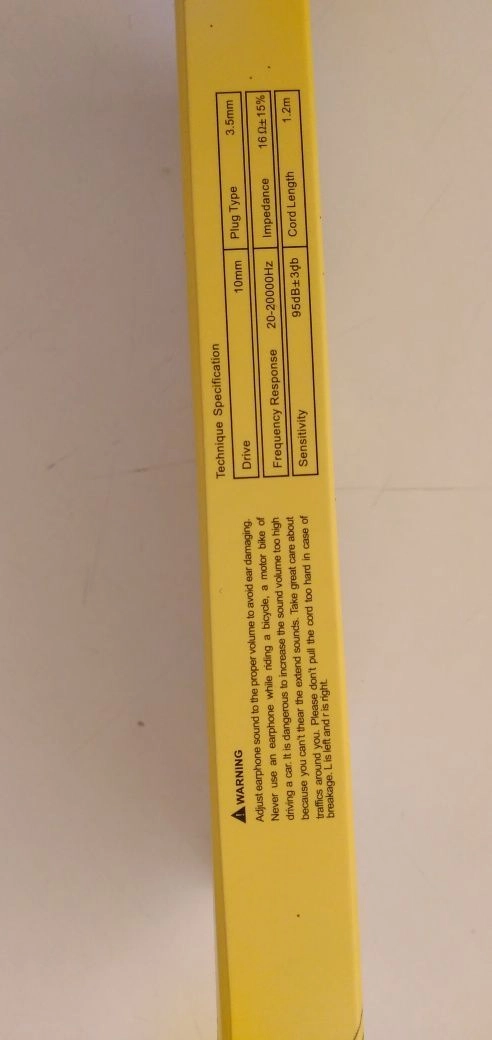 WARNING
Adjust earphone sound to the proper volume to avoid ear damaging.
Never use an earphone while riding a bicycle, a motor bike of
driving a car. It is dangerous to increase the sound volume too high
because you can't thear the extend sounds. Take great care about
traffics around you. Please don't pull the cord too hard in case of
breakage. L is left and r is right.
Technique Specification
Drive 10mm Plug Type 3.5mm
Frequency Response 20-20000Hz Impedance 16Ω±15%
Sensitivity 95dB±3db Cord Length 1.2m